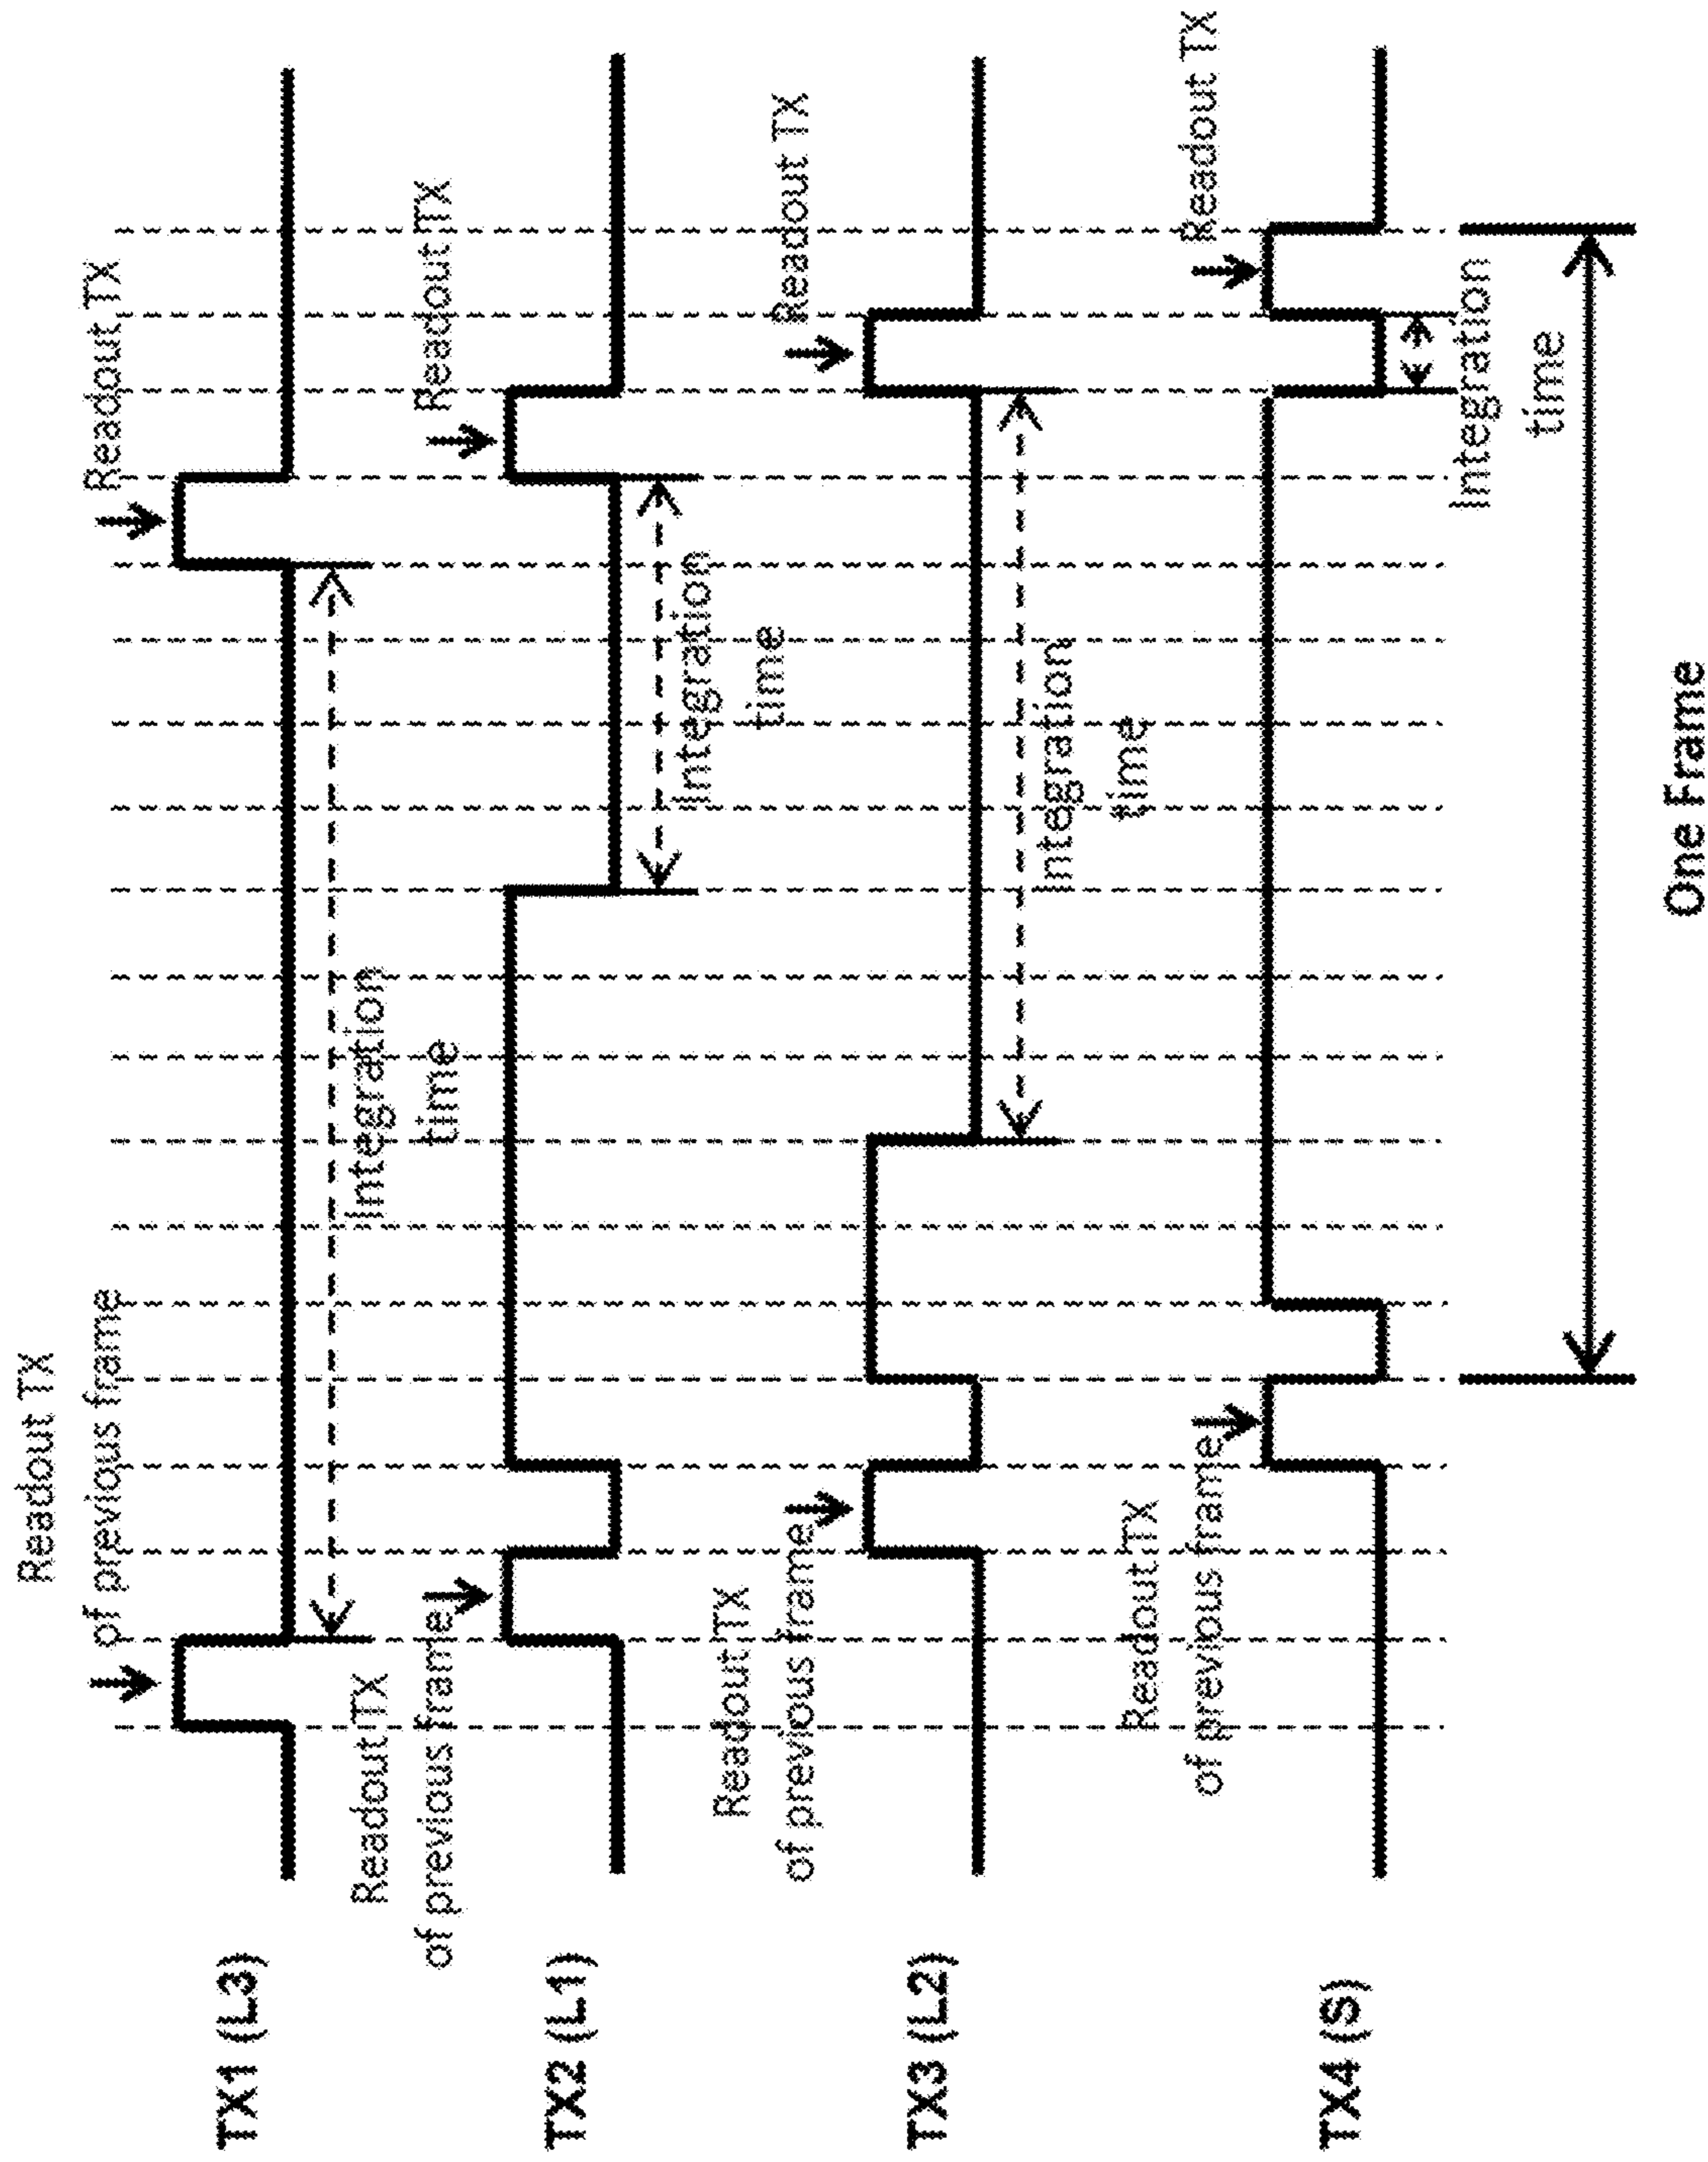 Readout TX
of previous frame
Readout TX
TX1 (L3)
Integration
time
Readout TX
of previous frame
Readout TX
TX2 (L1)
Integration
time
Readout TX
of previous frame
Readout TX
TX3 (L2)
Integration
time
Readout TX
of previous frame
Readout TX
TX4 (S)
Integration
time
One Frame